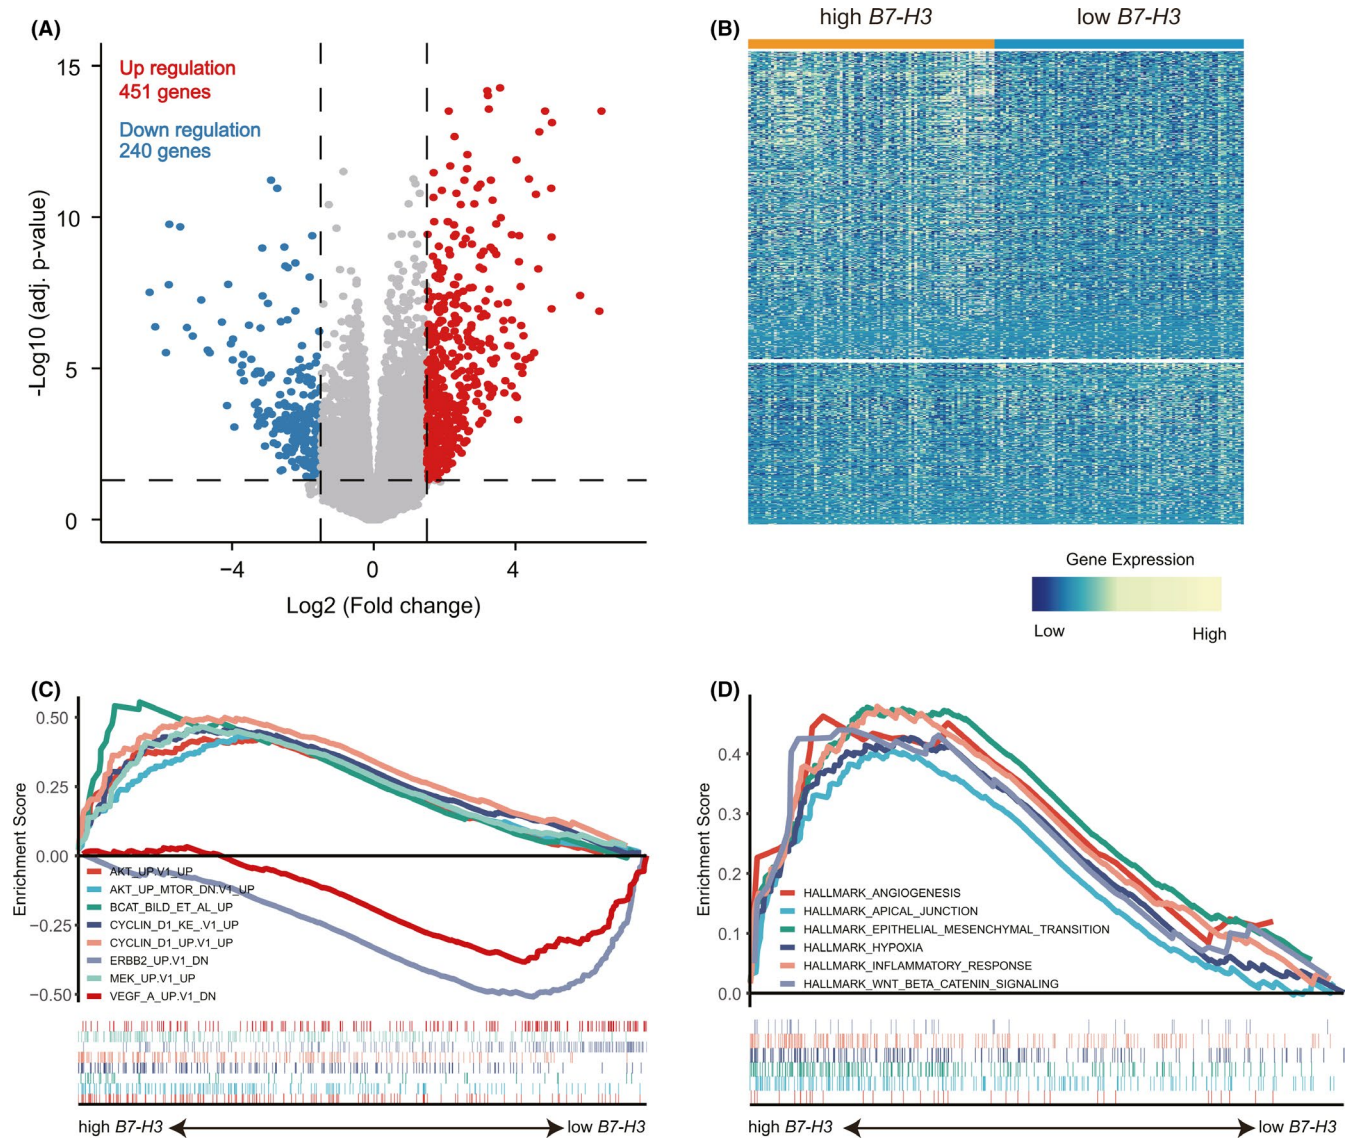 (A)
Up regulation
451 genes
Down regulation
240 genes
15
10
5
0
-Log10 (adj. p-value)
−4
0
4
Log2 (Fold change)
(B)
high B7-H3
low B7-H3
Gene Expression
Low
High
(C)
0.50
0.25
0.00
−0.25
−0.50
Enrichment Score
AKT_UP.V1_UP
AKT_UP_MTOR_DN.V1_UP
BCAT_BILD_ET_AL_UP
CYCLIN_D1_KE_.V1_UP
CYCLIN_D1_UP.V1_UP
ERBB2_UP.V1_DN
MEK_UP.V1_UP
VEGF_A_UP.V1_DN
high B7-H3
low B7-H3
(D)
0.4
0.3
0.2
0.1
0.0
Enrichment Score
HALLMARK_ANGIOGENESIS
HALLMARK_APICAL_JUNCTION
HALLMARK_EPITHELIAL_MESENCHYMAL_TRANSITION
HALLMARK_HYPOXIA
HALLMARK_INFLAMMATORY_RESPONSE
HALLMARK_WNT_BETA_CATENIN_SIGNALING
high B7-H3
low B7-H3